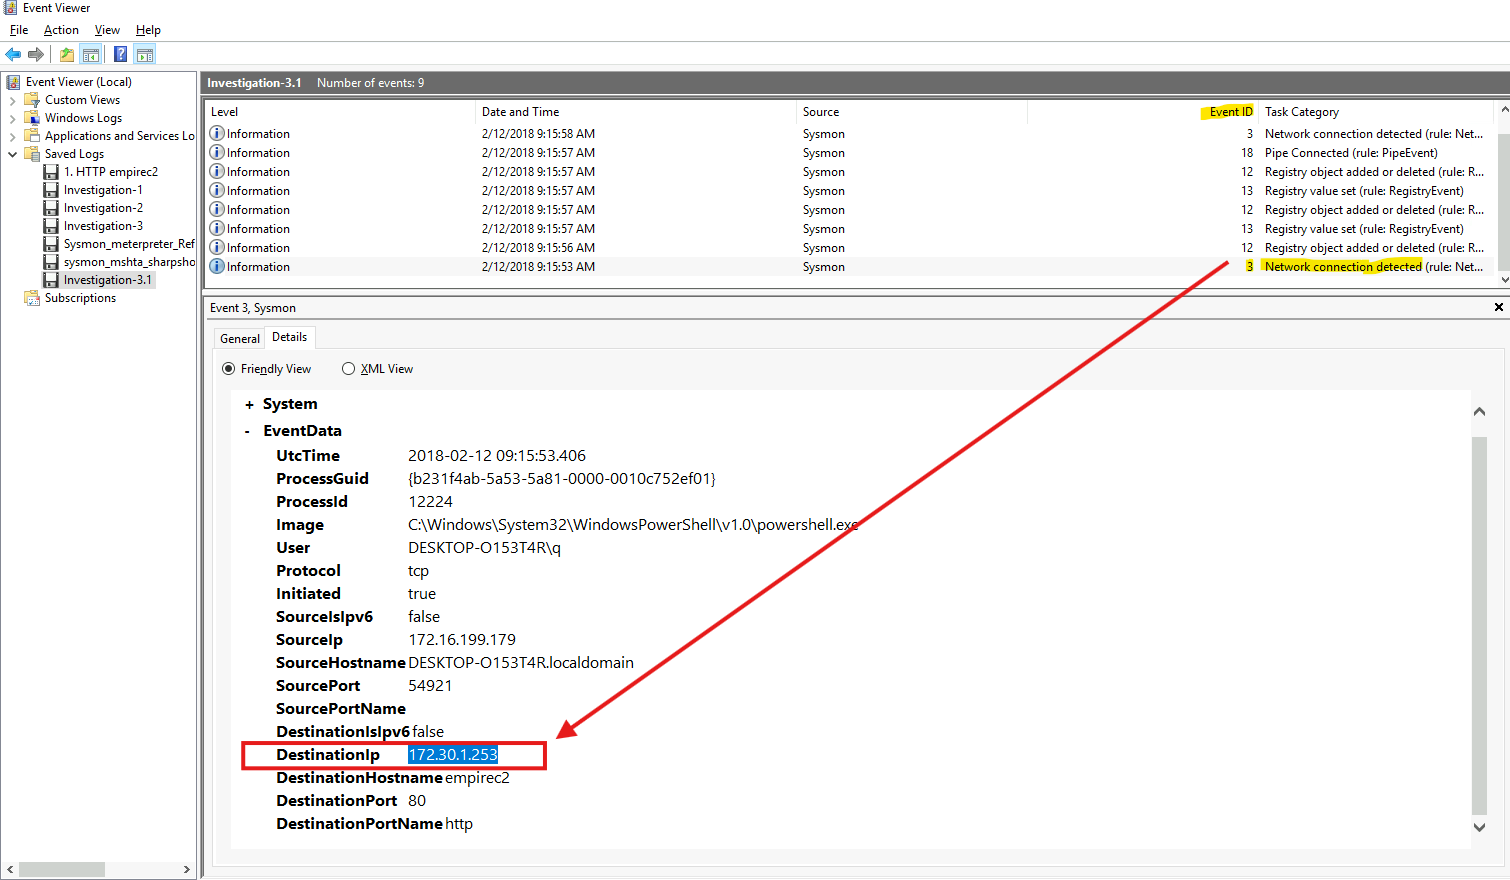 Event Viewer
File Action View Help
Event Viewer (Local)
Custom Views
Windows Logs
Applications and Services Lo
Saved Logs
1. HTTP empirec2
Investigation-1
Investigation-2
Investigation-3
Sysmon_meterpreter_Ref
sysmon_mshta_sharpsho
Investigation-3.1
Subscriptions
Investigation-3.1 Number of events: 9
Level Date and Time Source Event ID Task Category
Information 2/12/2018 9:15:58 AM Sysmon 3 Network connection detected (rule: Net...
Information 2/12/2018 9:15:57 AM Sysmon 18 Pipe Connected (rule: PipeEvent)
Information 2/12/2018 9:15:57 AM Sysmon 12 Registry object added or deleted (rule: R...
Information 2/12/2018 9:15:57 AM Sysmon 13 Registry value set (rule: RegistryEvent)
Information 2/12/2018 9:15:57 AM Sysmon 12 Registry object added or deleted (rule: R...
Information 2/12/2018 9:15:57 AM Sysmon 13 Registry value set (rule: RegistryEvent)
Information 2/12/2018 9:15:56 AM Sysmon 12 Registry object added or deleted (rule: R...
Information 2/12/2018 9:15:53 AM Sysmon 3 Network connection detected (rule: Net...
Event 3, Sysmon
General Details
Friendly View XML View
+ System
- EventData
UtcTime 2018-02-12 09:15:53.406
ProcessGuid {b231f4ab-5a53-5a81-0000-0010c752ef01}
ProcessId 12224
Image C:\Windows\System32\WindowsPowerShell\v1.0\powershell.exe
User DESKTOP-O153T4R\q
Protocol tcp
Initiated true
SourceIsIpv6 false
SourceIp 172.16.199.179
SourceHostname DESKTOP-O153T4R.localdomain
SourcePort 54921
SourcePortName
DestinationIsIpv6 false
DestinationIp 172.30.1.253
DestinationHostname empirec2
DestinationPort 80
DestinationPortName http